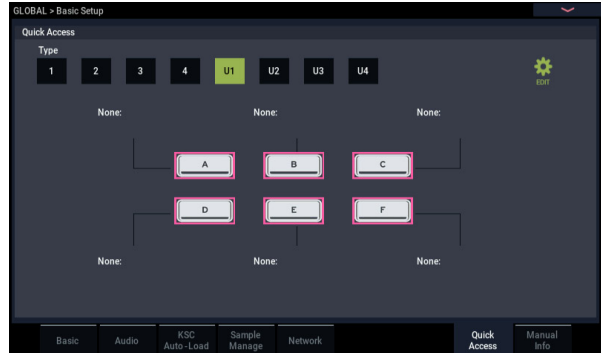 GLOBAL > Basic Setup
Quick Access
Type
1 2 3 4 U1 U2 U3 U4
EDIT
None: None: None:
A B C
D E F
None: None: None:
Basic Audio KSC Auto-Load Sample Manage Network Quick Access Manual Info